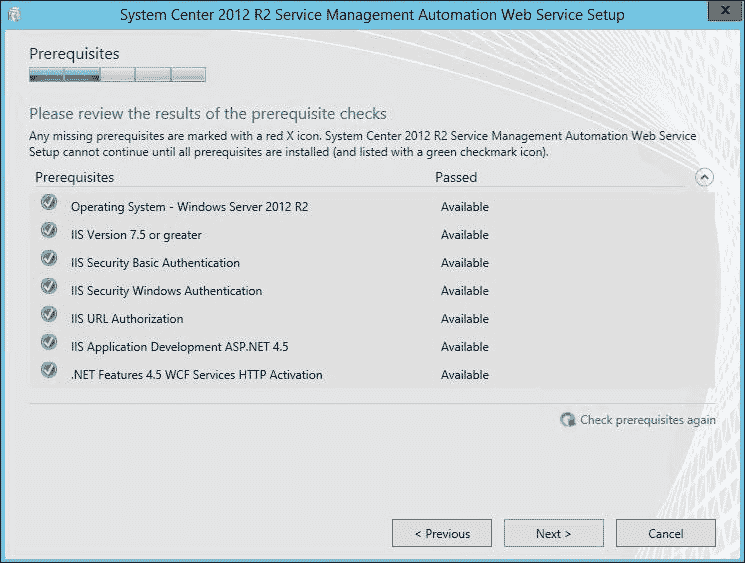 System Center 2012 R2 Service Management Automation Web Service Setup
x
Prerequisites
Please review the results of the prerequisite checks
Any missing prerequisites are marked with a red X icon. System Center 2012 R2 Service Management Automation Web Service
Setup cannot continue until all prerequisites are installed (and listed with a green checkmark icon).
Prerequisites Passed
Operating System - Windows Server 2012 R2 Available
IIS Version 7.5 or greater Available
IIS Security Basic Authentication Available
IIS Security Windows Authentication Available
IIS URL Authorization Available
IIS Application Development ASP.NET 4.5 Available
.NET Features 4.5 WCF Services HTTP Activation Available
Check prerequisites again
< Previous Next > Cancel